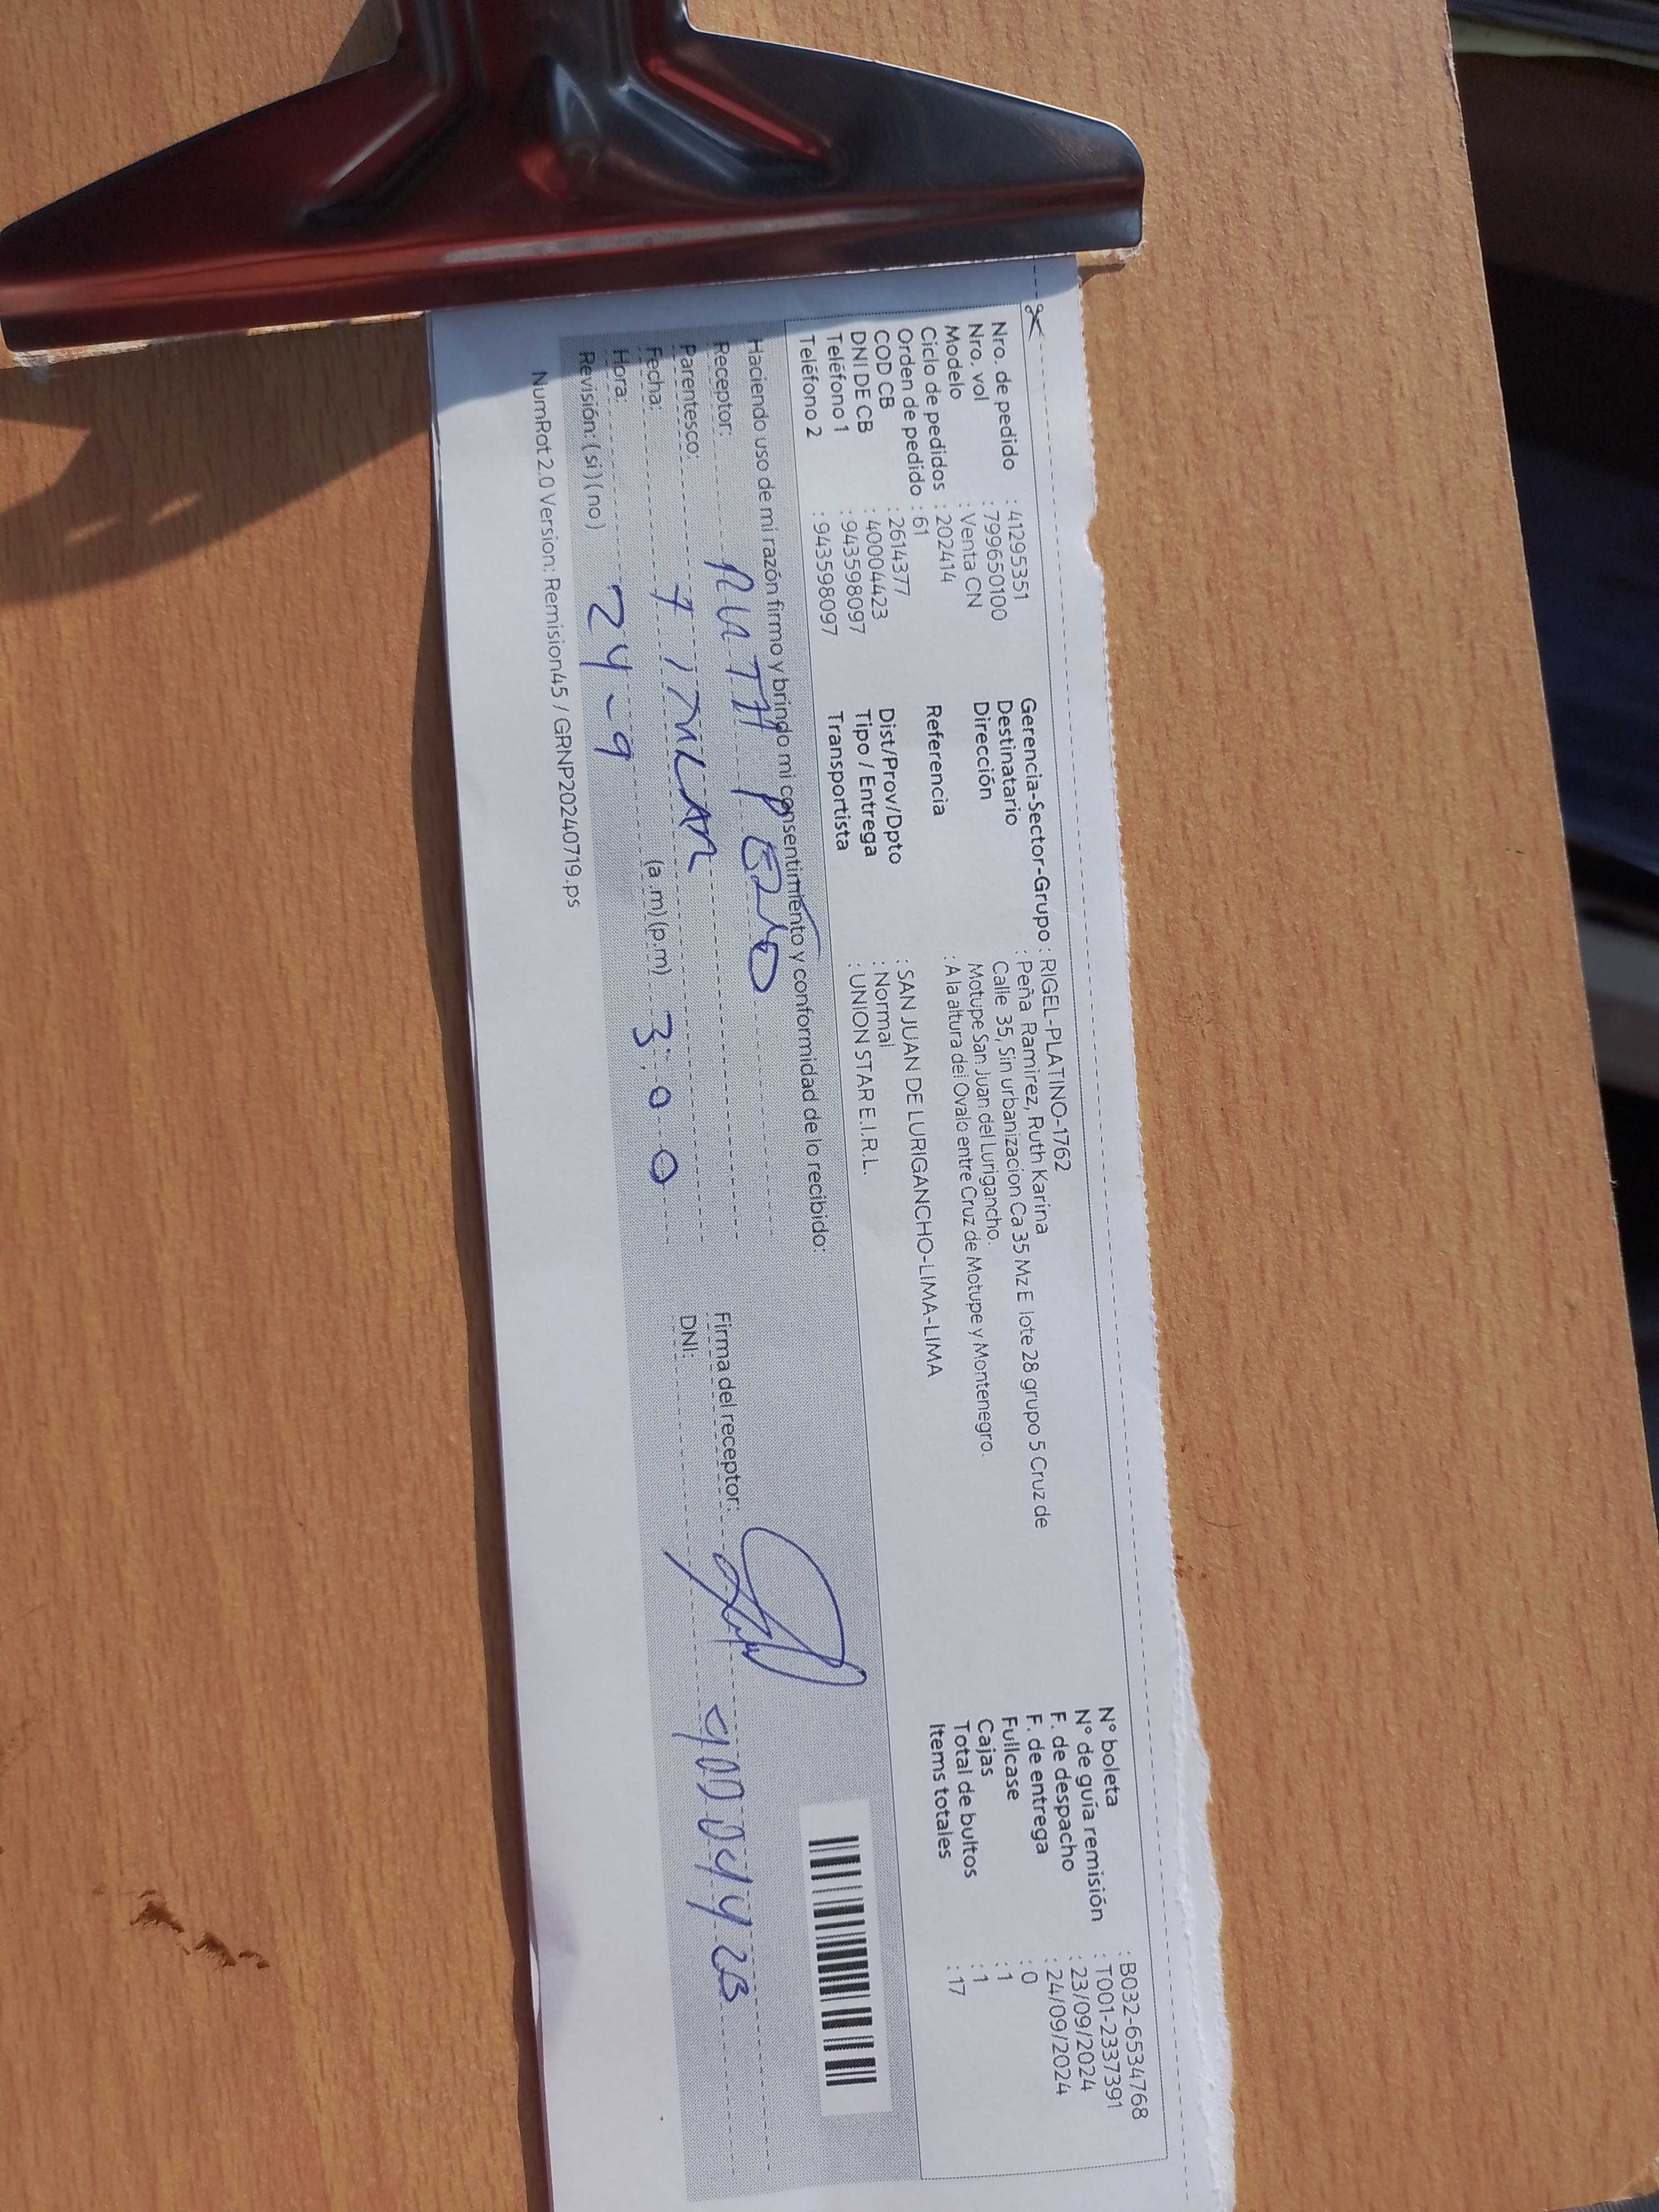 Nro. de pedido : 41295351
Nro. vol : 799650100
Modelo : Venta CN
Ciclo de pedidos : 202414
Orden de pedido : 61
COD CB : 2614377
DNI DE CB : 40004423
Teléfono 1 : 943598097
Teléfono 2 : 943598097
Gerencia-Sector-Grupo : RIGEL-PLATINO-1762
Destinatario : Peña Ramirez, Ruth Karina
Dirección Calle 35, Sin urbanizacion Ca 35 Mz E lote 28 grupo 5 Cruz de
Motupe San Juan del Lurigancho.
Referencia : A la altura del Ovalo entre Cruz de Motupe y Montenegro.
Dist/Prov/Dpto : SAN JUAN DE LURIGANCHO-LIMA-LIMA
Tipo / Entrega : Normal
Transportista : UNION STAR E.I.R.L.
N° boleta : B032-6534768
N° de guía remisión : T001-2337391
F. de despacho : 23/09/2024
F. de entrega : 24/09/2024
Fullcase : 0
Cajas : 1
Total de bultos : 1
Items totales : 17
Haciendo uso de mi razón firmo y brindo mi consentimiento y conformidad de lo recibido:
Receptor: RUTH
Parentesco:
Fecha: 24-9
Hora: (a.m)(p.m) 3:00
Revisión: (si) (no)
Firma del receptor:
DNI: 40004423
NumRot 2.0 Version: Remision45 / GRNP20240719.ps